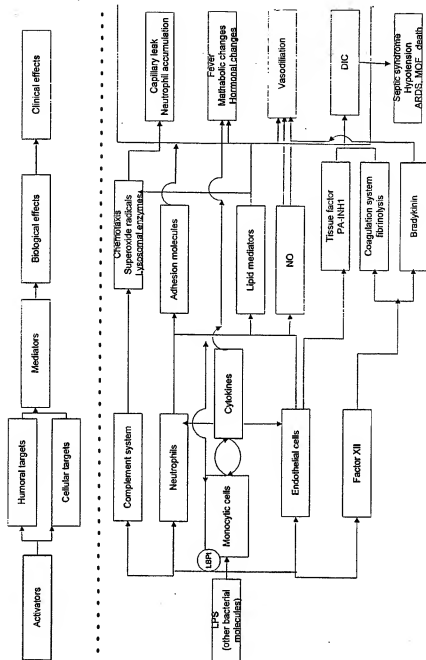 Activators
Humoral targets
Cellular targets
Mediators
Biological effects
Clinical effects
LPS
(other bacterial
molecules)
LBPt
Monocytic cells
Complement system
Neutrophils
Cytokines
Endothelial cells
Factor XII
Chemotaxis
Superoxide radicals
Lysosomal enzymes
Adhesion molecules
Lipid mediators
NO
Tissue factor
PA-INH1
Coagulation system
fibrinolysis
Bradykinin
Capillary leak
Neutrophil accumulation
Fever
Methabolic changes
Hormonal changes
Vasodiliation
DIC
Septic syndrome
Hypotension
ARDS, MOF, death